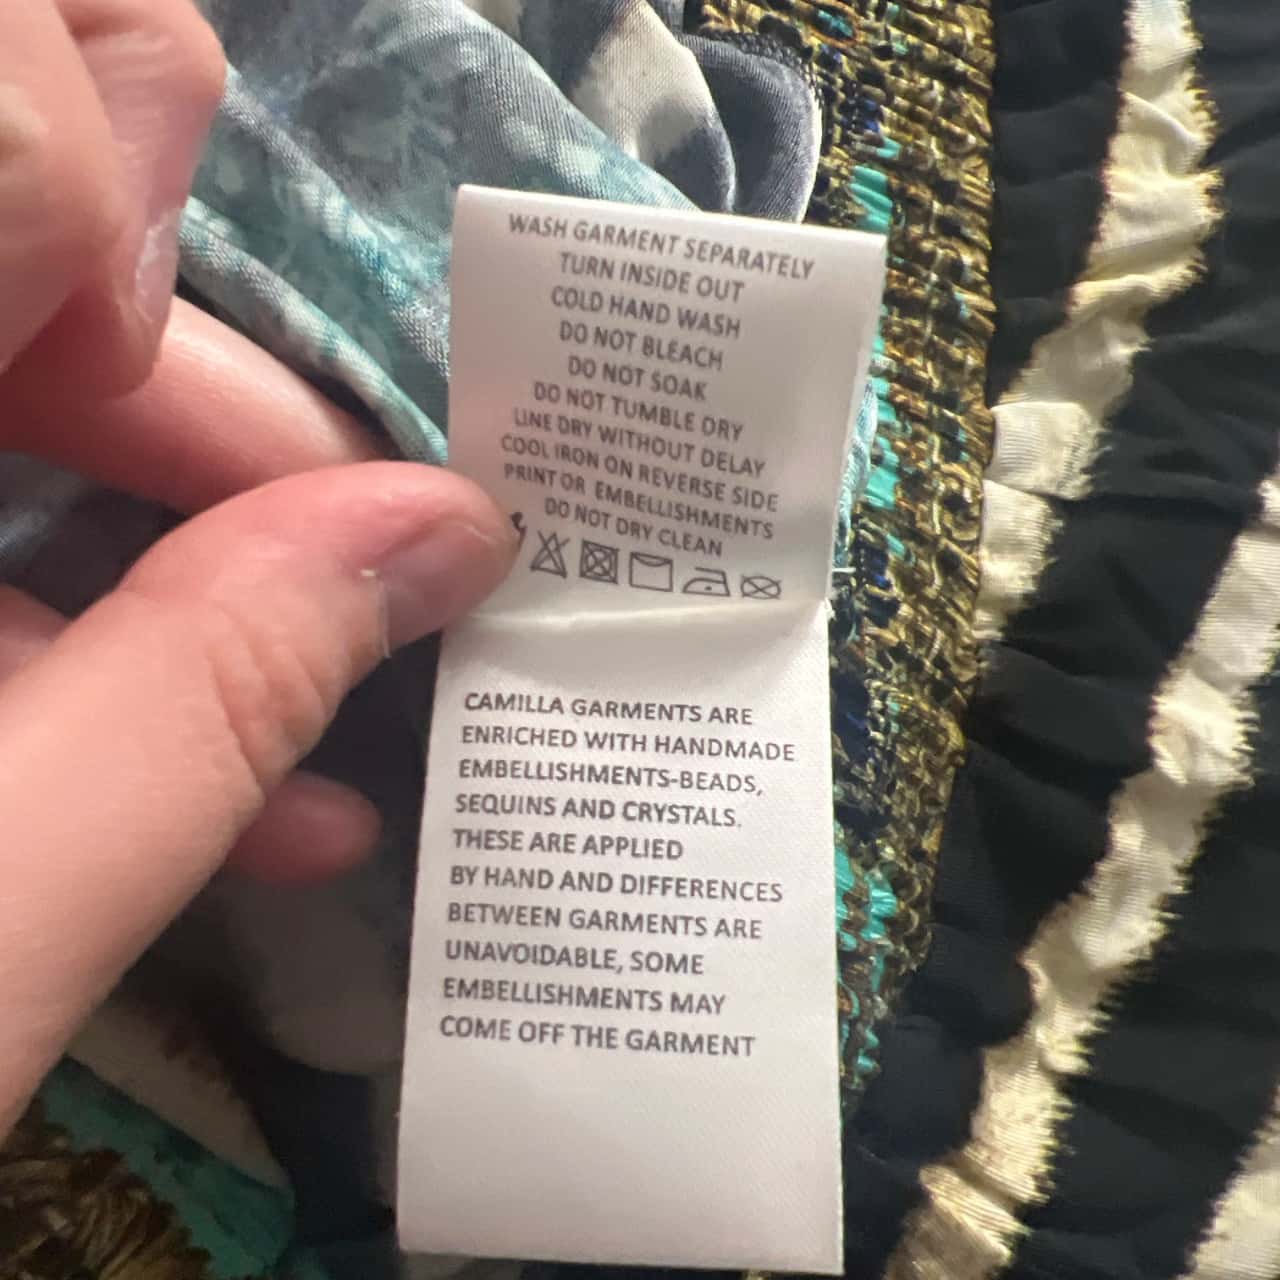 WASH GARMENT SEPARATELY
TURN INSIDE OUT
COLD HAND WASH
DO NOT BLEACH
DO NOT SOAK
DO NOT TUMBLE DRY
LINE DRY WITHOUT DELAY
COOL IRON ON REVERSE SIDE
PRINT OR EMBELLISHMENTS
DO NOT DRY CLEAN
CAMILLA GARMENTS ARE
ENRICHED WITH HANDMADE
EMBELLISHMENTS-BEADS,
SEQUINS AND CRYSTALS.
THESE ARE APPLIED
BY HAND AND DIFFERENCES
BETWEEN GARMENTS ARE
UNAVOIDABLE, SOME
EMBELLISHMENTS MAY
COME OFF THE GARMENT